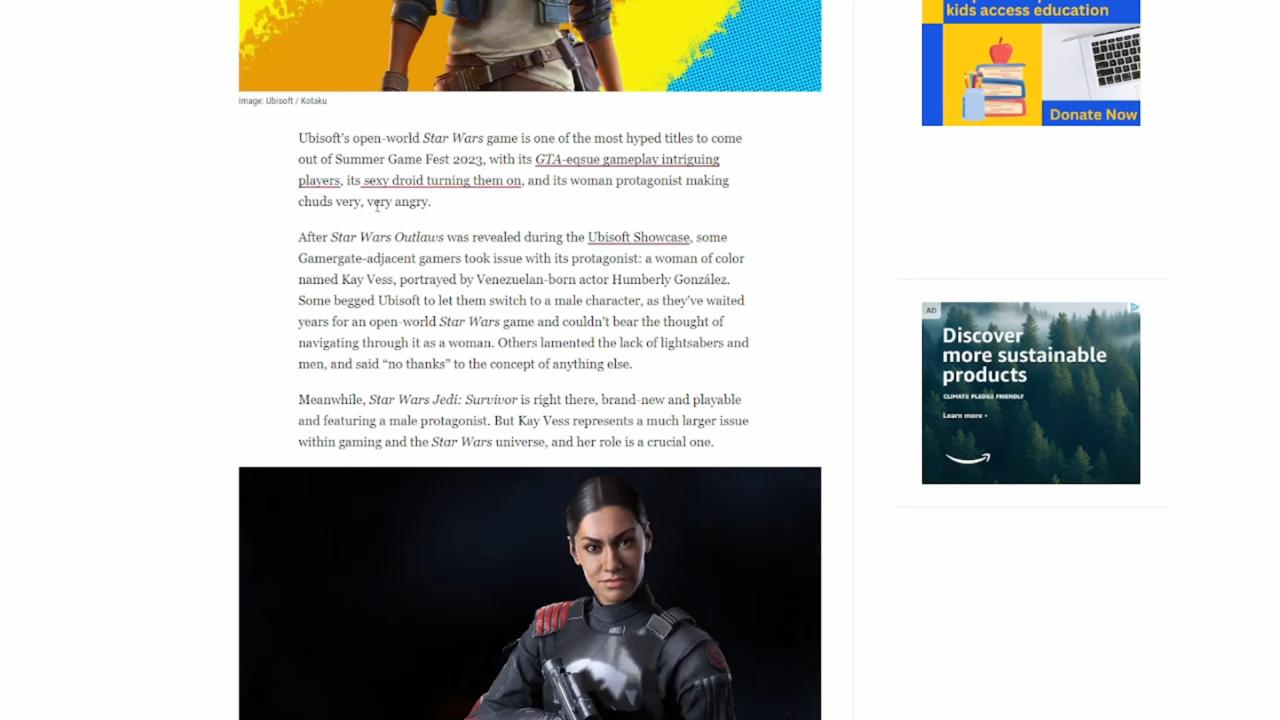 kids access education
Donate Now
Image: Ubisoft / Kotaku
Ubisoft's open-world Star Wars game is one of the most hyped titles to come
out of Summer Game Fest 2023, with its GTA-eqsue gameplay intriguing
players, its sexy droid turning them on, and its woman protagonist making
chuds very, very angry.
After Star Wars Outlaws was revealed during the Ubisoft Showcase, some
Gamergate-adjacent gamers took issue with its protagonist: a woman of color
named Kay Vess, portrayed by Venezuelan-born actor Humberly González.
Some begged Ubisoft to let them switch to a male character, as they've waited
years for an open-world Star Wars game and couldn't bear the thought of
navigating through it as a woman. Others lamented the lack of lightsabers and
men, and said “no thanks” to the concept of anything else.
Meanwhile, Star Wars Jedi: Survivor is right there, brand-new and playable
and featuring a male protagonist. But Kay Vess represents a much larger issue
within gaming and the Star Wars universe, and her role is a crucial one.
AD
Discover
more sustainable
products
CLIMATE PLEDGE FRIENDLY
Learn more